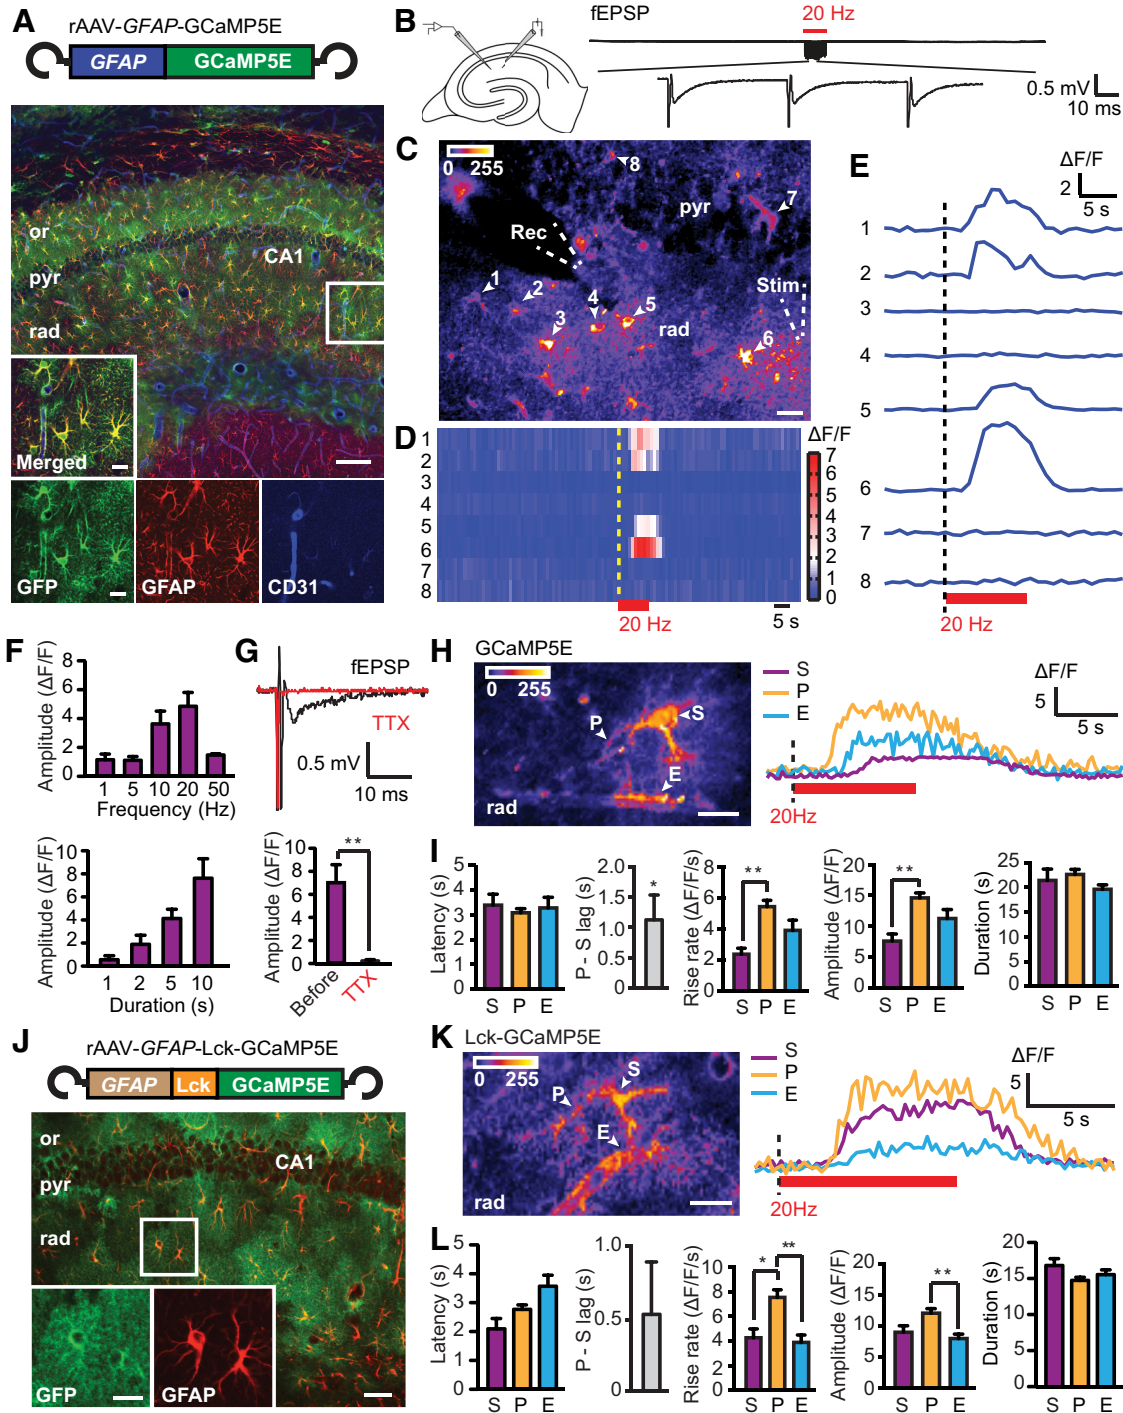 A
rAAV-GFAP-GCaMP5E
GFAP GCaMP5E
or
pyr
CA1
rad
Merged
GFP GFAP CD31
B
fEPSP
20 Hz
0.5 mV
10 ms
C
0 255
8
pyr
7
Rec
Stim
1
2
4
5
3
rad
6
D
1
2
3
4
5
6
7
8
ΔF/F
7
6
5
4
3
2
1
0
20 Hz
5 s
E
ΔF/F
2
5 s
1
2
3
4
5
6
7
8
20 Hz
F
Amplitude (ΔF/F)
8
6
4
2
0
1 5 10 20 50
Frequency (Hz)
Amplitude (ΔF/F)
10
8
6
4
2
0
1 2 5 10
Duration (s)
G
fEPSP
TTX
0.5 mV
10 ms
Amplitude (ΔF/F)
10
8
6
4
2
0
**
Before
TTX
H
GCaMP5E
0 255
P
S
E
rad
S
P
E
ΔF/F
5
5 s
20Hz
I
Latency (s)
5
4
3
2
1
0
S P E
P - S lag (s)
2.0
1.5
1.0
0.5
0
*
Rise rate (ΔF/F/s)
8
6
4
2
0
**
S P E
Amplitude (ΔF/F)
20
15
10
5
0
**
S P E
Duration (s)
25
20
15
10
5
0
S P E
J
rAAV-GFAP-Lck-GCaMP5E
GFAP Lck GCaMP5E
or
CA1
pyr
rad
GFP GFAP
K
Lck-GCaMP5E
0 255
S
P
E
rad
S
P
E
ΔF/F
5
5 s
20Hz
L
Latency (s)
5
4
3
2
1
0
S P E
P - S lag (s)
1.0
0.5
0
Rise rate (ΔF/F/s)
10
8
6
4
2
0
* **
S P E
Amplitude (ΔF/F)
20
15
10
5
0
**
S P E
Duration (s)
20
15
10
5
0
S P E